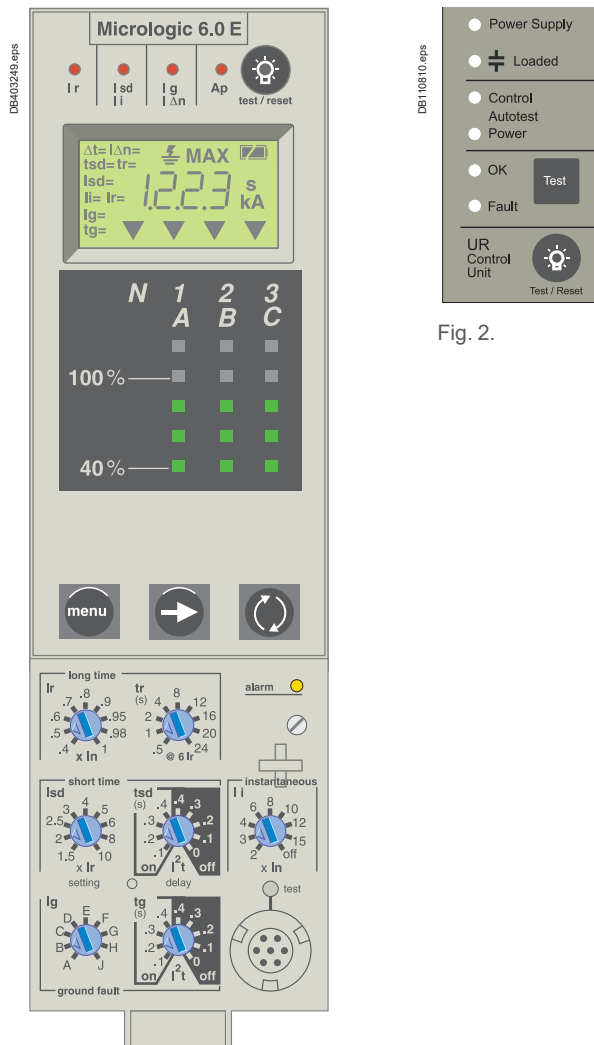 DB403249.eps
Micrologic 6.0 E
I r
I sd
I i
I g
I Δn
Ap
test / reset
Δt= IΔn=
tsd= tr=
Isd=
Ii= Ir=
Ig=
tg=
MAX
1.2.2.3
s
kA
N 1 2 3
A B C
100 %
40 %
menu
long time
Ir
.4 .5 .6 .7 .8 .9 .95 .98 1
x In
tr
(s)
.5 1 2 4 8 12 16 20 24
@ 6 Ir
alarm
short time
Isd
1.5 2 2.5 3 4 5 6 8 10
x Ir
tsd
(s)
.1 .2 .3 .4 .4 .3 .2 .1 0
on I²t off
instantaneous
I i
2 3 4 6 8 10 12 15 off
x In
setting
delay
test
Ig
A B C D E F G H J
tg
(s)
.1 .2 .3 .4 .4 .3 .2 .1 0
on I²t off
ground fault
DB110810.eps
Power Supply
Loaded
Control
Autotest
Power
OK
Fault
Test
UR
Control
Unit
Test / Reset
Fig. 2.